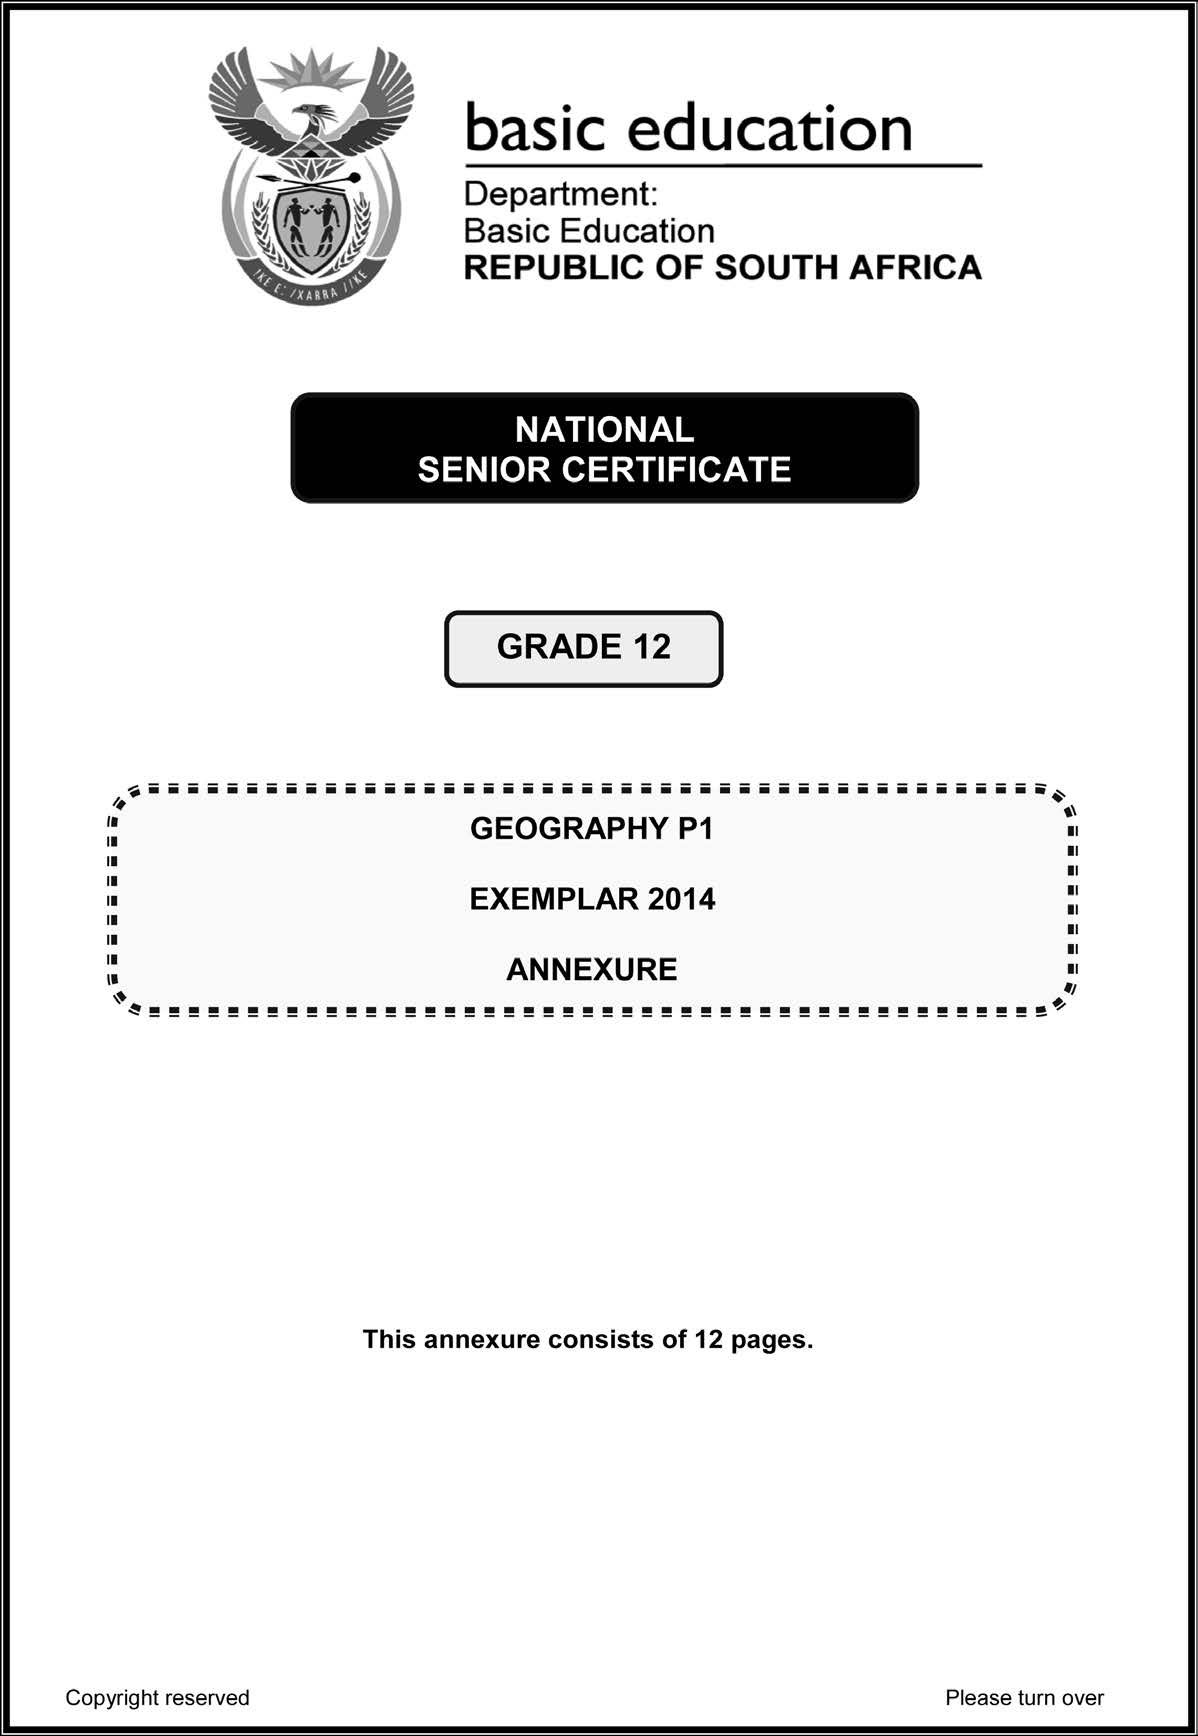 !KE E: /XARRA //KE
basic education
Department:
Basic Education
REPUBLIC OF SOUTH AFRICA
NATIONAL
SENIOR CERTIFICATE
GRADE 12
GEOGRAPHY P1
EXEMPLAR 2014
ANNEXURE
This annexure consists of 12 pages.
Copyright reserved
Please turn over